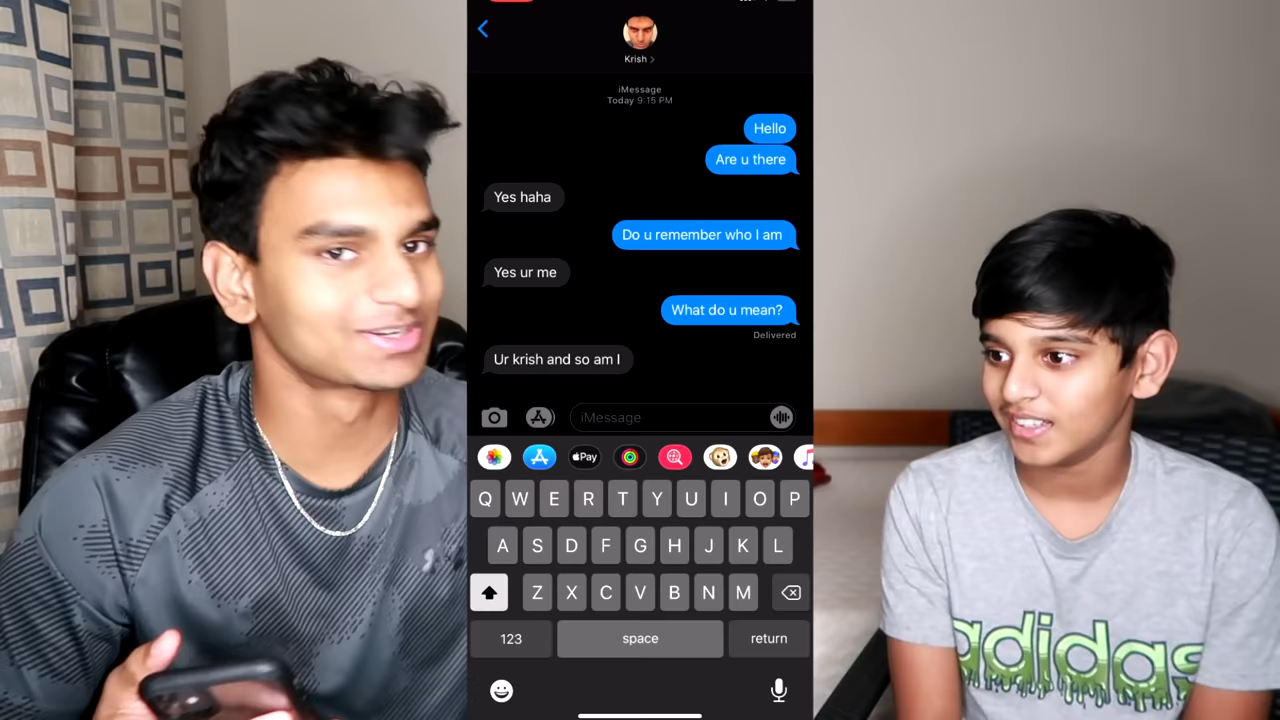 Krish
iMessage
Today 9:15 PM
Hello
Are u there
Yes haha
Do u remember who I am
Yes ur me
What do u mean?
Delivered
Ur krish and so am I
iMessage
Pay
Q W E R T Y U I O P
A S D F G H J K L
Z X C V B N M
123 space return
adidas